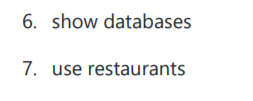 6. show databases
7. use restaurants